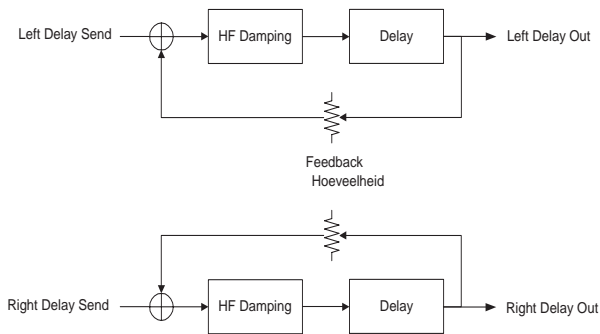 Left Delay Send
HF Damping
Delay
Left Delay Out
Feedback
Hoeveelheid
Right Delay Send
HF Damping
Delay
Right Delay Out